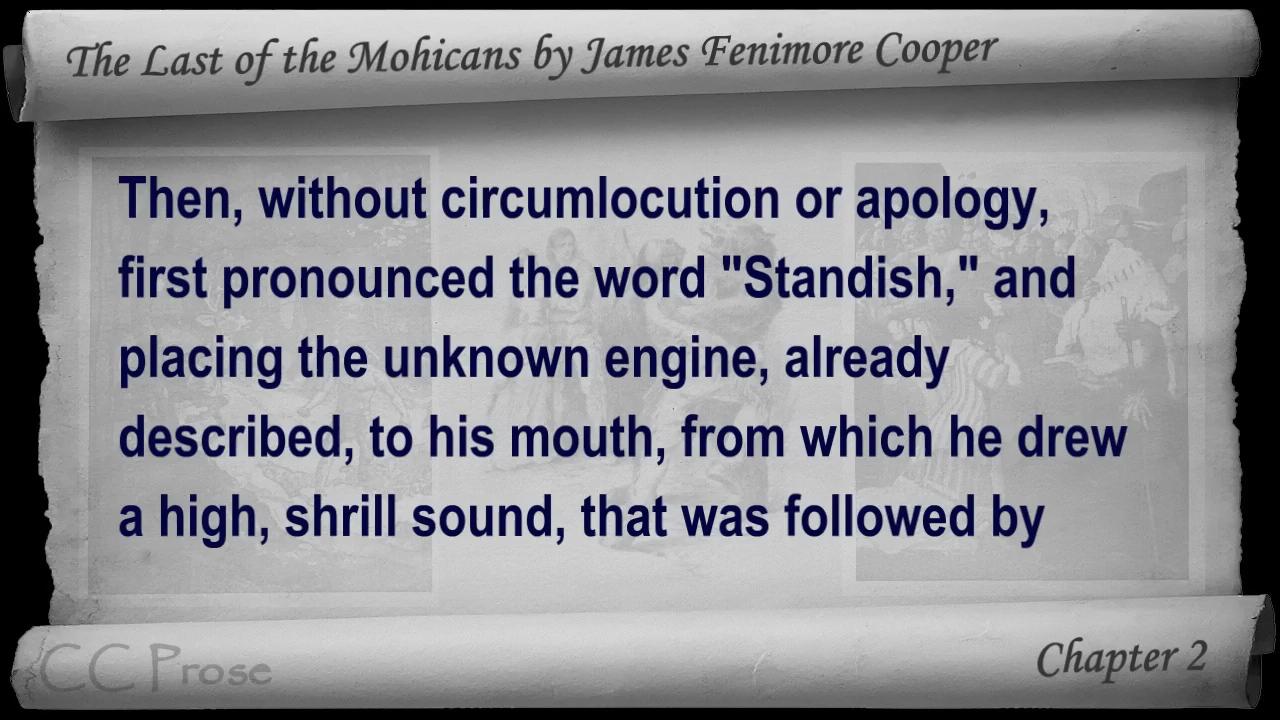 The Last of the Mohicans by James Fenimore Cooper
Then, without circumlocution or apology,
first pronounced the word "Standish," and
placing the unknown engine, already
described, to his mouth, from which he drew
a high, shrill sound, that was followed by
CC Prose
Chapter 2